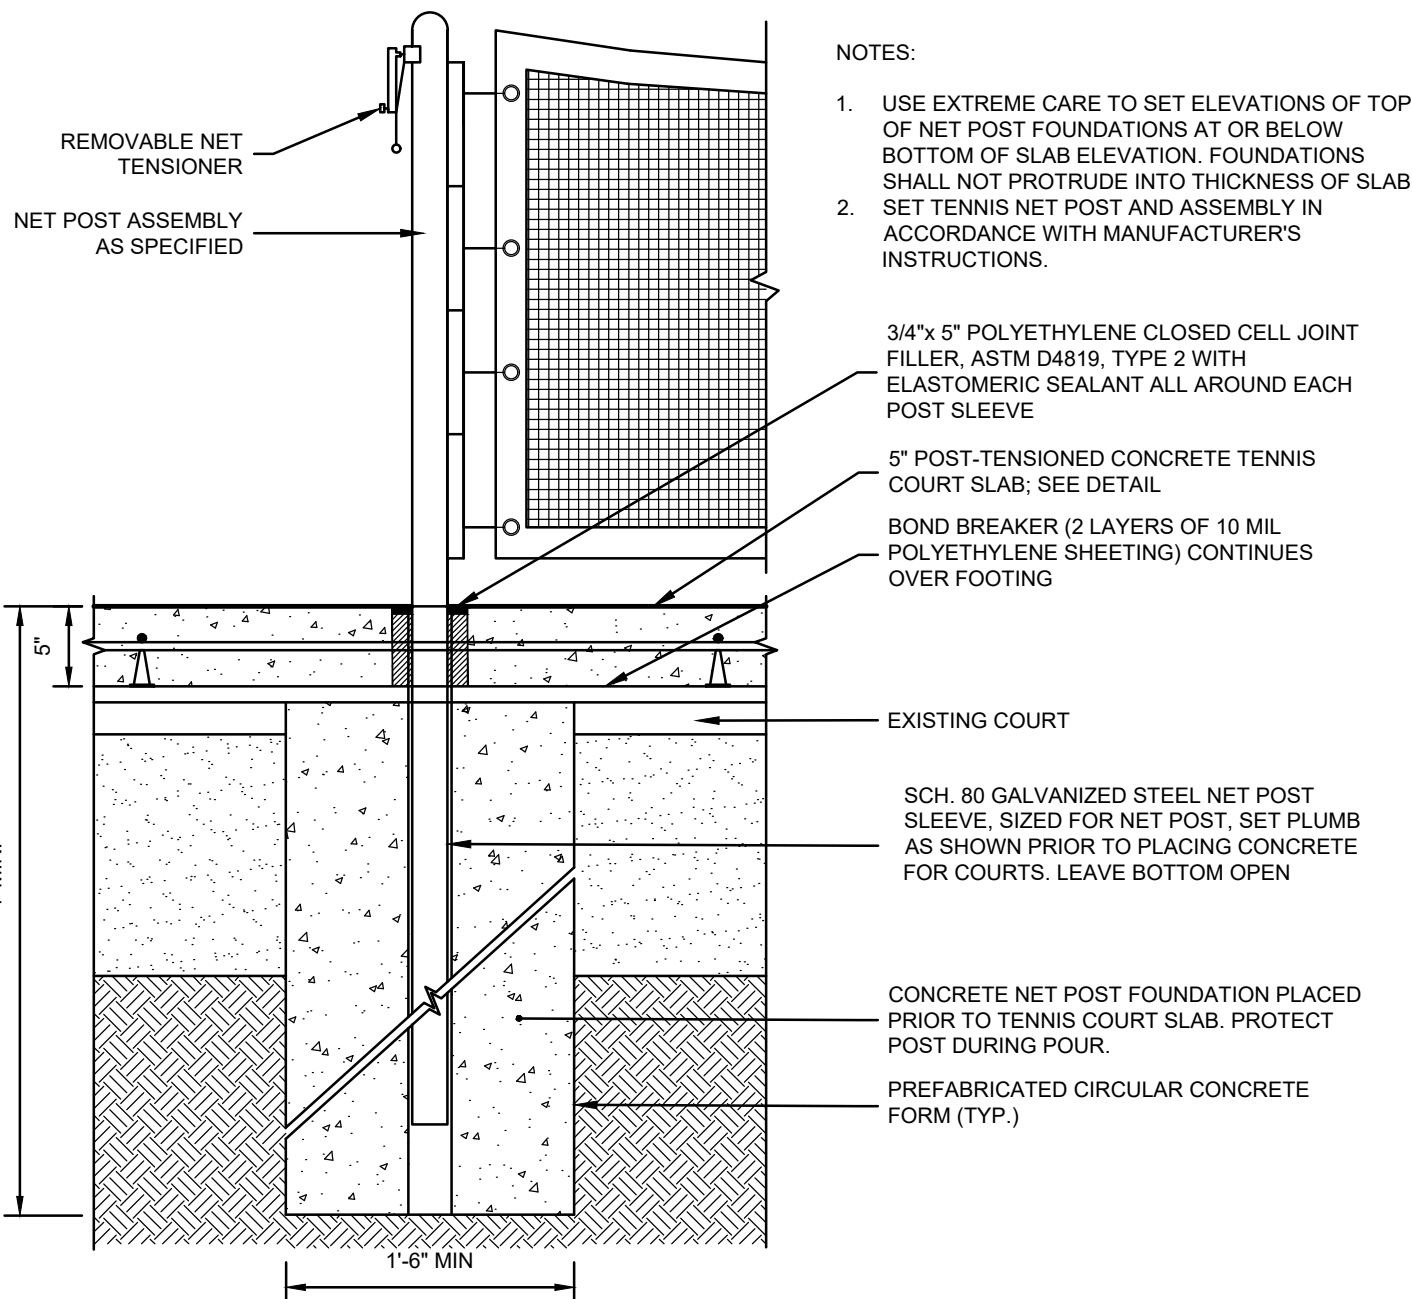 NOTES:
1. USE EXTREME CARE TO SET ELEVATIONS OF TOP
OF NET POST FOUNDATIONS AT OR BELOW
BOTTOM OF SLAB ELEVATION. FOUNDATIONS
SHALL NOT PROTRUDE INTO THICKNESS OF SLAB
2. SET TENNIS NET POST AND ASSEMBLY IN
ACCORDANCE WITH MANUFACTURER'S
INSTRUCTIONS.
REMOVABLE NET
TENSIONER
NET POST ASSEMBLY
AS SPECIFIED
3/4"x 5" POLYETHYLENE CLOSED CELL JOINT
FILLER, ASTM D4819, TYPE 2 WITH
ELASTOMERIC SEALANT ALL AROUND EACH
POST SLEEVE
5" POST-TENSIONED CONCRETE TENNIS
COURT SLAB; SEE DETAIL
BOND BREAKER (2 LAYERS OF 10 MIL
POLYETHYLENE SHEETING) CONTINUES
OVER FOOTING
5"
EXISTING COURT
SCH. 80 GALVANIZED STEEL NET POST
SLEEVE, SIZED FOR NET POST, SET PLUMB
AS SHOWN PRIOR TO PLACING CONCRETE
FOR COURTS. LEAVE BOTTOM OPEN
CONCRETE NET POST FOUNDATION PLACED
PRIOR TO TENNIS COURT SLAB. PROTECT
POST DURING POUR.
PREFABRICATED CIRCULAR CONCRETE
FORM (TYP.)
1'-6" MIN